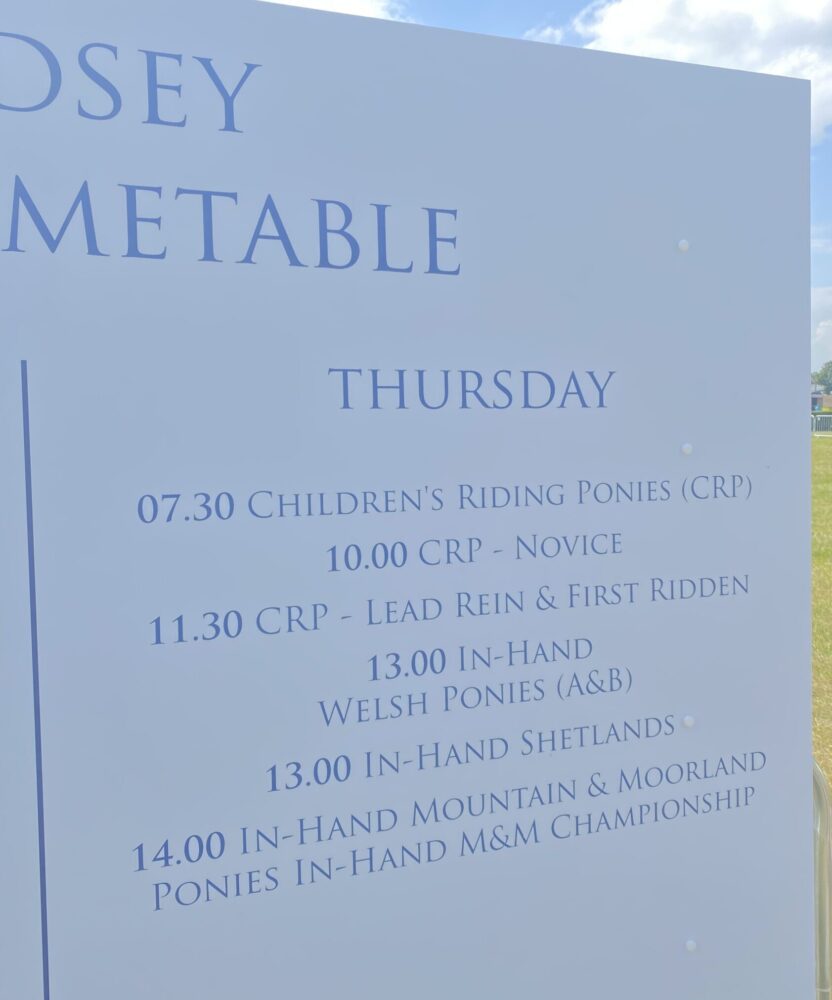 DSEY
METABLE
THURSDAY
07.30 CHILDREN'S RIDING PONIES (CRP)
10.00 CRP - NOVICE
11.30 CRP - LEAD REIN & FIRST RIDDEN
13.00 IN-HAND
WELSH PONIES (A&B)
13.00 IN-HAND SHETLANDS
14.00 IN-HAND MOUNTAIN & MOORLAND
PONIES IN-HAND M&M CHAMPIONSHIP